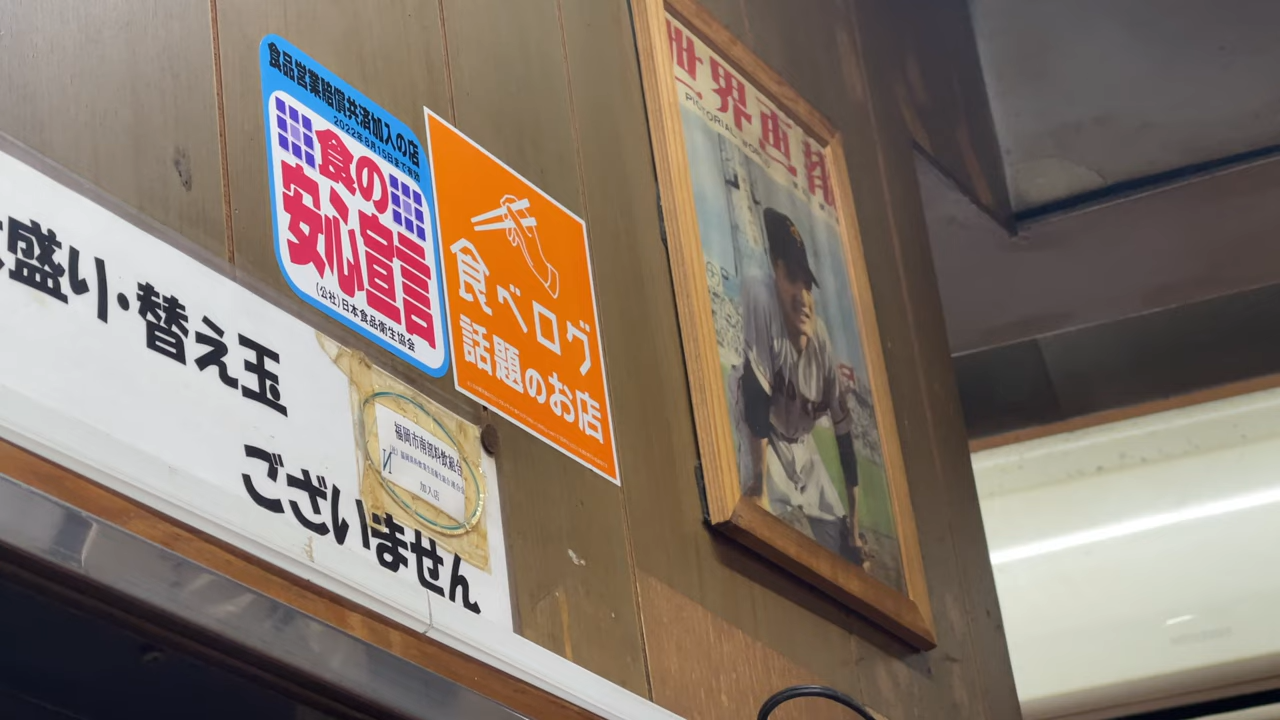 食品営業賠償共済加入の店
2022年8月15日まで有効
食の
安心宣言
(公社)日本食品衛生協会
食べログ
話題のお店
世界画報
PICTORIAL
盛り・替え玉
ございません
福岡市南部料飲組合
加入店